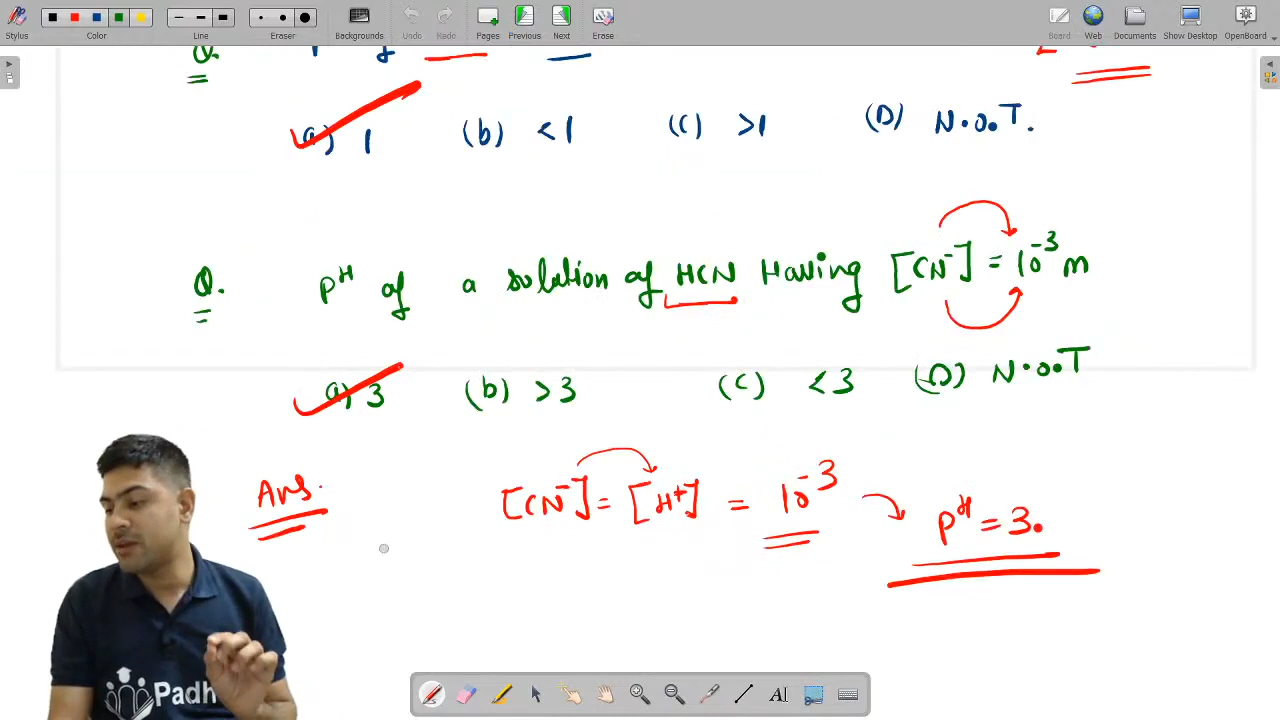 Stylus Color Line Eraser Backgrounds Undo Redo Pages Previous Next Erase Board Web Documents Show Desktop OpenBoard
Q.
(a) 1 (b) <1 (C) >1 (D) N.O.T.
Q. pH of a solution of HCN Having [CN⁻] = 10⁻³ m
(a) 3 (b) >3 (C) <3 (D) N.O.T
Ans. [CN⁻] = [H⁺] = 10⁻³ pH = 3.
Padh